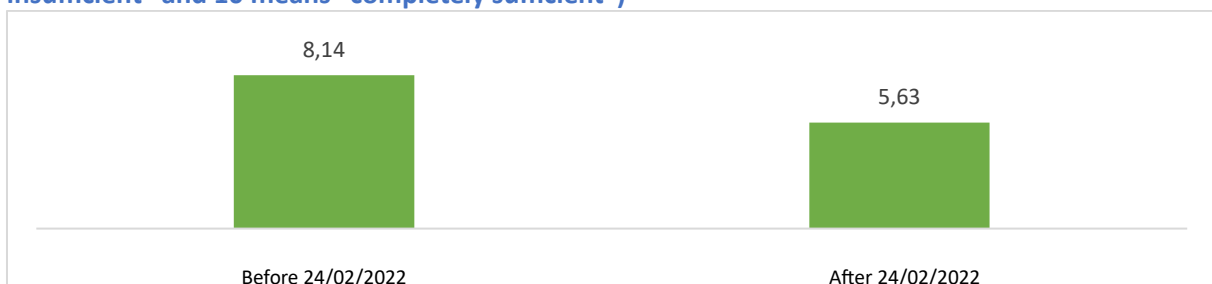 insufficient" and 10 means "completely sufficient")
8,14
5,63
Before 24/02/2022
After 24/02/2022